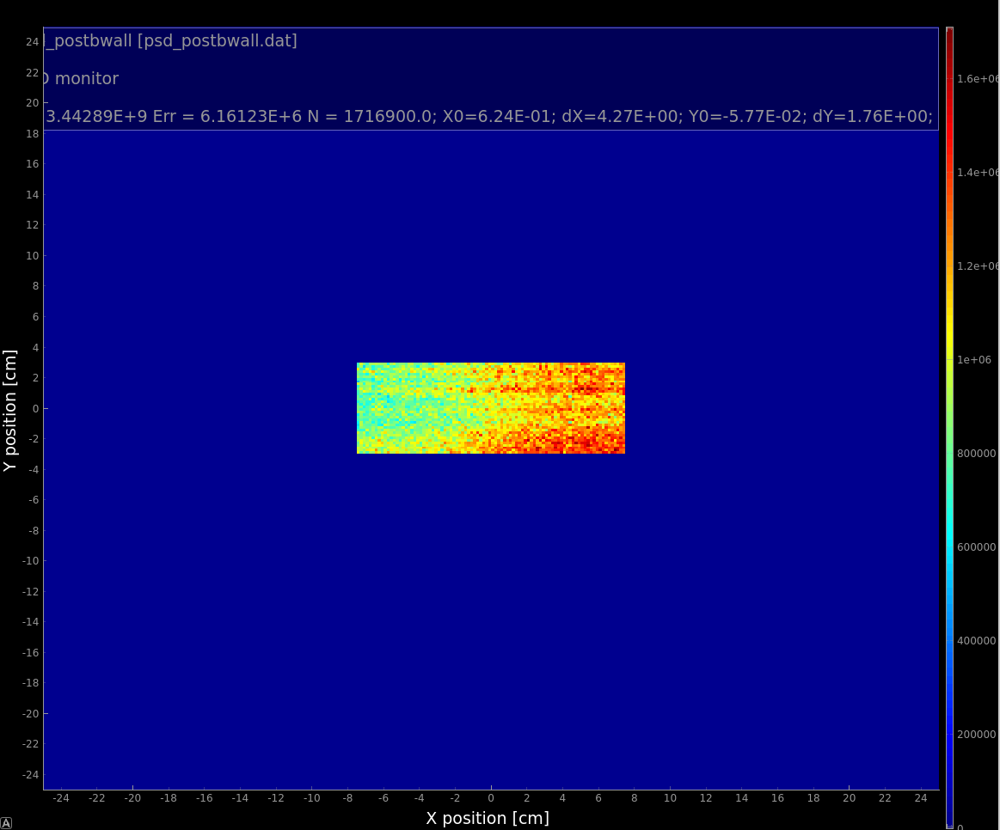 _postbwall [psd_postbwall.dat]
monitor
3.44289E+9 Err = 6.16123E+6 N = 1716900.0; X0=6.24E-01; dX=4.27E+00; Y0=-5.77E-02; dY=1.76E+00;
24
22
20
18
16
14
12
10
8
6
4
2
0
-2
-4
-6
-8
-10
-12
-14
-16
-18
-20
-22
-24
Y position [cm]
-24 -22 -20 -18 -16 -14 -12 -10 -8 -6 -4 -2 0 2 4 6 8 10 12 14 16 18 20 22 24
X position [cm]
1.6e+06
1.4e+06
1.2e+06
1e+06
800000
600000
400000
200000
0
A